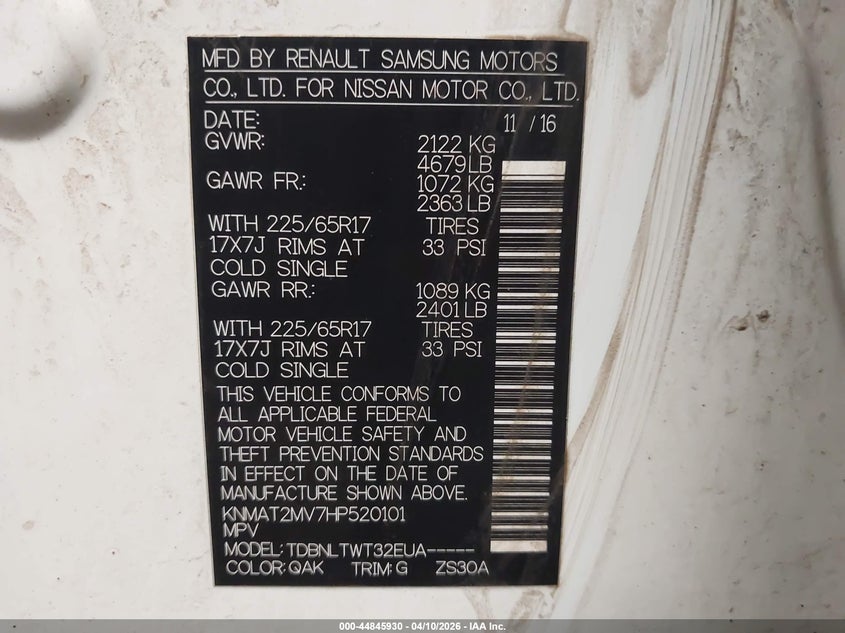 MFD BY RENAULT SAMSUNG MOTORS
CO., LTD. FOR NISSAN MOTOR CO., LTD.
DATE: 11 / 16
GVWR: 2122 KG
4679 LB
GAWR FR.: 1072 KG
2363 LB
WITH 225/65R17 TIRES
17X7J RIMS AT 33 PSI
COLD SINGLE
GAWR RR.: 1089 KG
2401 LB
WITH 225/65R17 TIRES
17X7J RIMS AT 33 PSI
COLD SINGLE
THIS VEHICLE CONFORMS TO
ALL APPLICABLE FEDERAL
MOTOR VEHICLE SAFETY AND
THEFT PREVENTION STANDARDS
IN EFFECT ON THE DATE OF
MANUFACTURE SHOWN ABOVE.
KNMAT2MV7HP520101
MPV
MODEL: TDBNLTWT32EUA-----
COLOR: QAK TRIM: G ZS30A
000-44845930 - 04/10/2026 - IAA Inc.